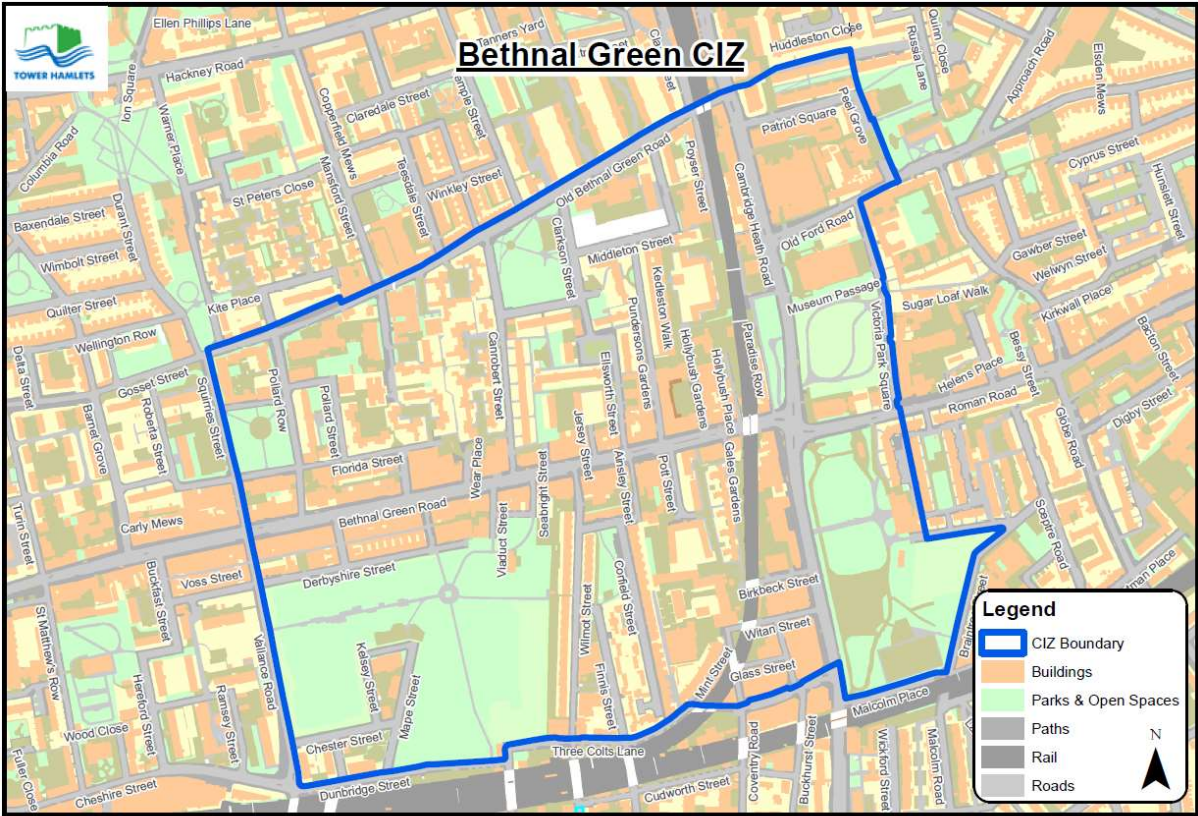 Bethnal Green CIZ
TOWER HAMLETS
Ellen Phillips Lane
Tanners Yard
Huddleston Close
Quinn Close
Russia Lane
Approach Road
Elsden Mews
Ion Square
Hackney Road
Warner Place
Copperfield Mews
Claredale Street
Columbia Road
Patriot Square
Peel Grove
Cyprus Street
Hunslett Street
St Peters Close
Mansford Street
Teesdale Street
Winkley Street
Old Bethnal Green Road
Poyser Street
Cambridge Heath Road
Baxendale Street
Durant Street
Wimbolt Street
Clarkson Street
Middleton Street
Old Ford Road
Gawber Street
Welwyn Street
Quilter Street
Kite Place
Museum Passage
Sugar Loaf Walk
Kirkwall Place
Wellington Row
Kedleston Walk
Pundersons Gardens
Hollybush Gardens
Hollybush Place
Paradise Row
Victoria Park Square
Bessy Street
Bacton Street
Delta Street
Gosset Street
Squirries Street
Pollard Row
Pollard Street
Canrobert Street
Ellsworth Street
Helens Place
Roman Road
Digby Street
Barnet Grove
Roberta Street
Florida Street
Wear Place
Jersey Street
Ainsley Street
Pott Street
Gales Gardens
Globe Road
Turin Street
Carly Mews
Bethnal Green Road
Seabright Street
Viaduct Street
Sceptre Road
Voss Street
Derbyshire Street
Buckfast Street
Wilmot Street
Corfield Street
Birkbeck Street
Witan Street
St Matthew's Row
Hereford Street
Ramsey Street
Vallance Road
Kelsey Street
Mape Street
Finnis Street
Mint Street
Glass Street
Malcolm Place
Wood Close
Chester Street
Three Colts Lane
Coventry Road
Buckhurst Street
Wickford Street
Malcolm Road
Fuller Close
Cheshire Street
Dunbridge Street
Cudworth Street
Legend
CIZ Boundary
Buildings
Parks & Open Spaces
Paths
Rail
Roads
N